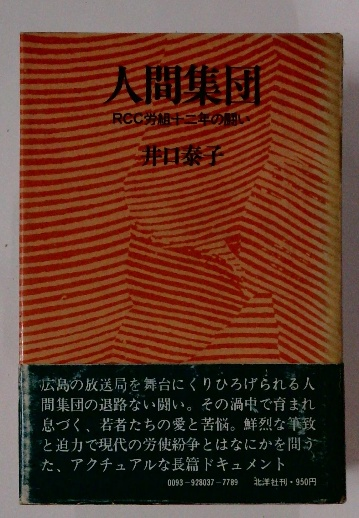 人間集団
RCC労組十二年の闘い
井口泰子
広島の放送局を舞台にくりひろげられる人
間集団の退路ない闘い。その渦中で育まれ
息づく、若者たちの愛と苦悩。鮮烈な筆致
と迫力で現代の労使紛争とはなにかを問う
た、アクチュアルな長篇ドキュメント
0093-928037-7789 北洋社刊・950円